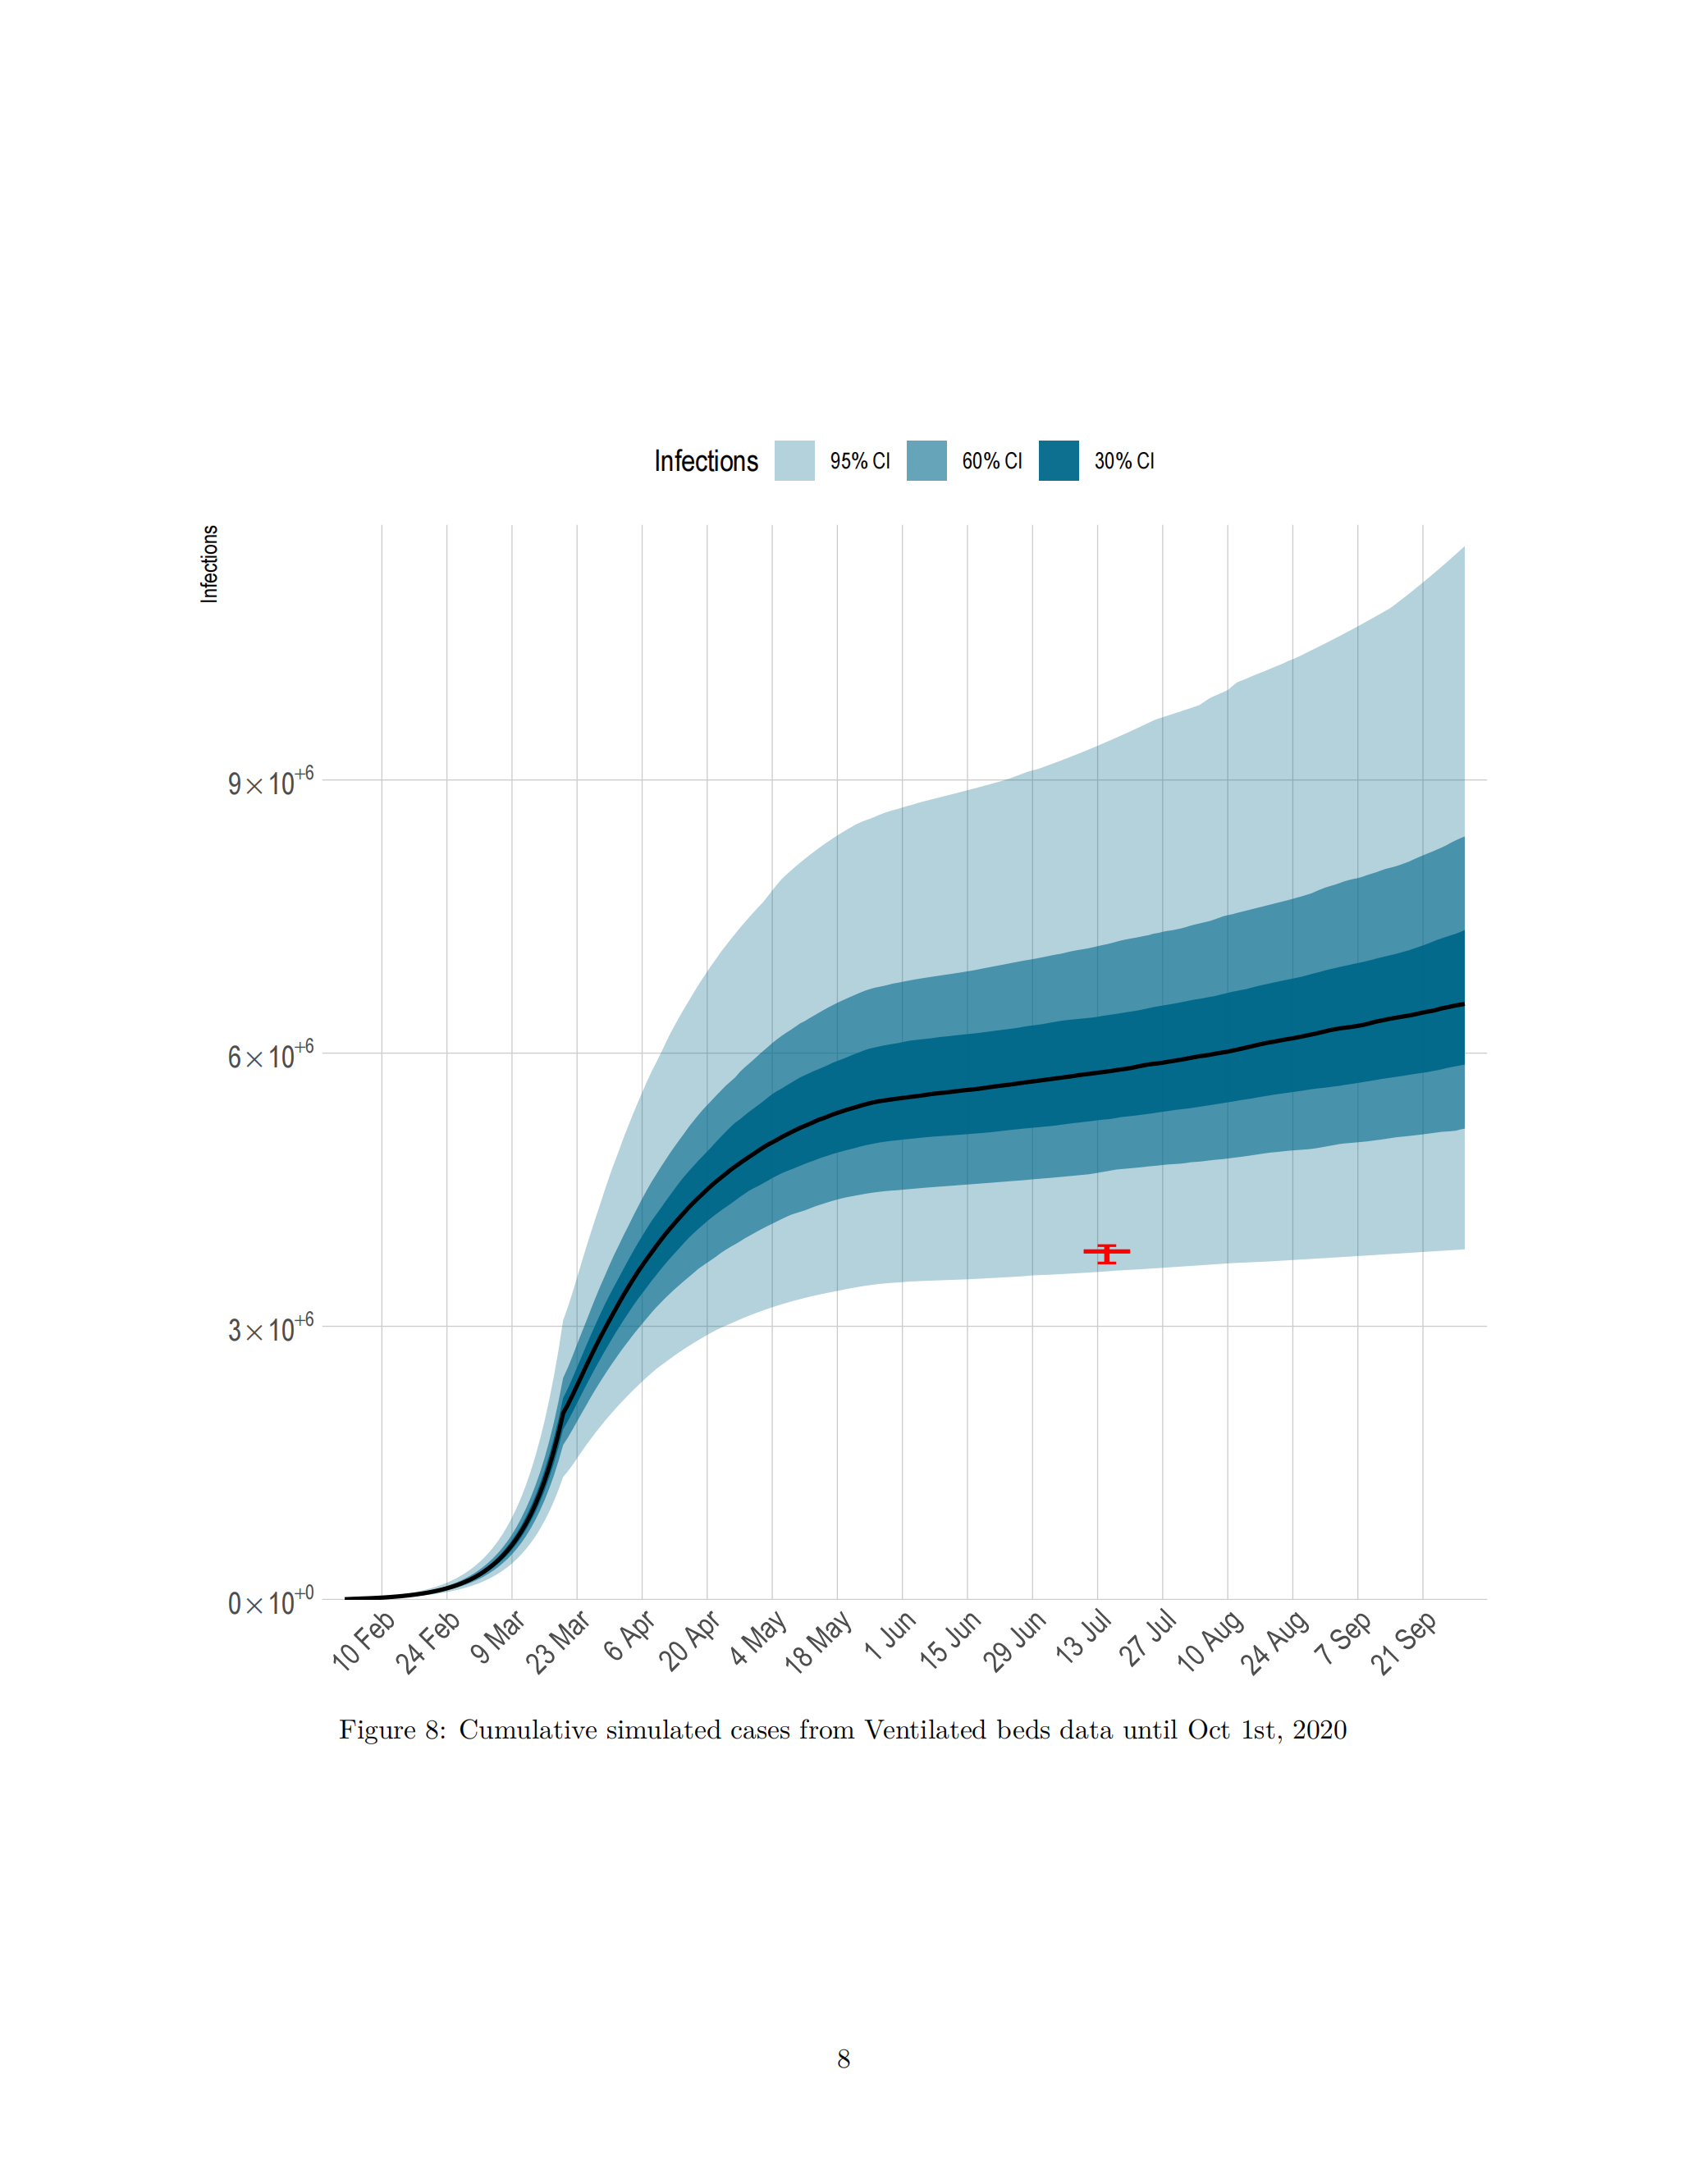 Infections 95% CI 60% CI 30% CI
Infections
9×10+6
6×10+6
3×10+6
0×10+0
10 Feb 24 Feb 9 Mar 23 Mar 6 Apr 20 Apr 4 May 18 May 1 Jun 15 Jun 29 Jun 13 Jul 27 Jul 10 Aug 24 Aug 7 Sep 21 Sep
Figure 8: Cumulative simulated cases from Ventilated beds data until Oct 1st, 2020
8